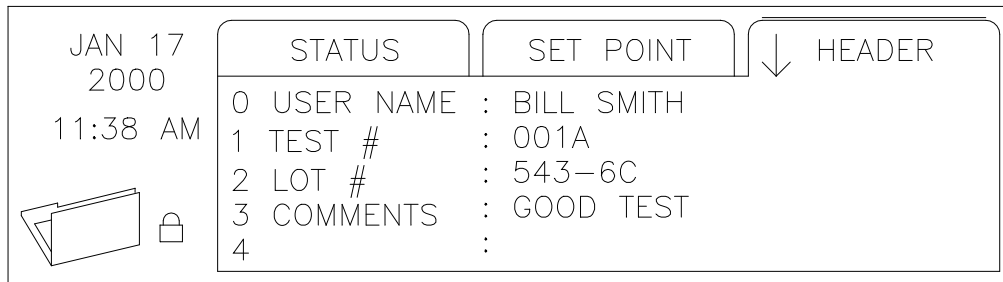 JAN 17
2000
11:38 AM
STATUS
SET POINT
HEADER
0 USER NAME : BILL SMITH
1 TEST # : 001A
2 LOT # : 543-6C
3 COMMENTS : GOOD TEST
4 :